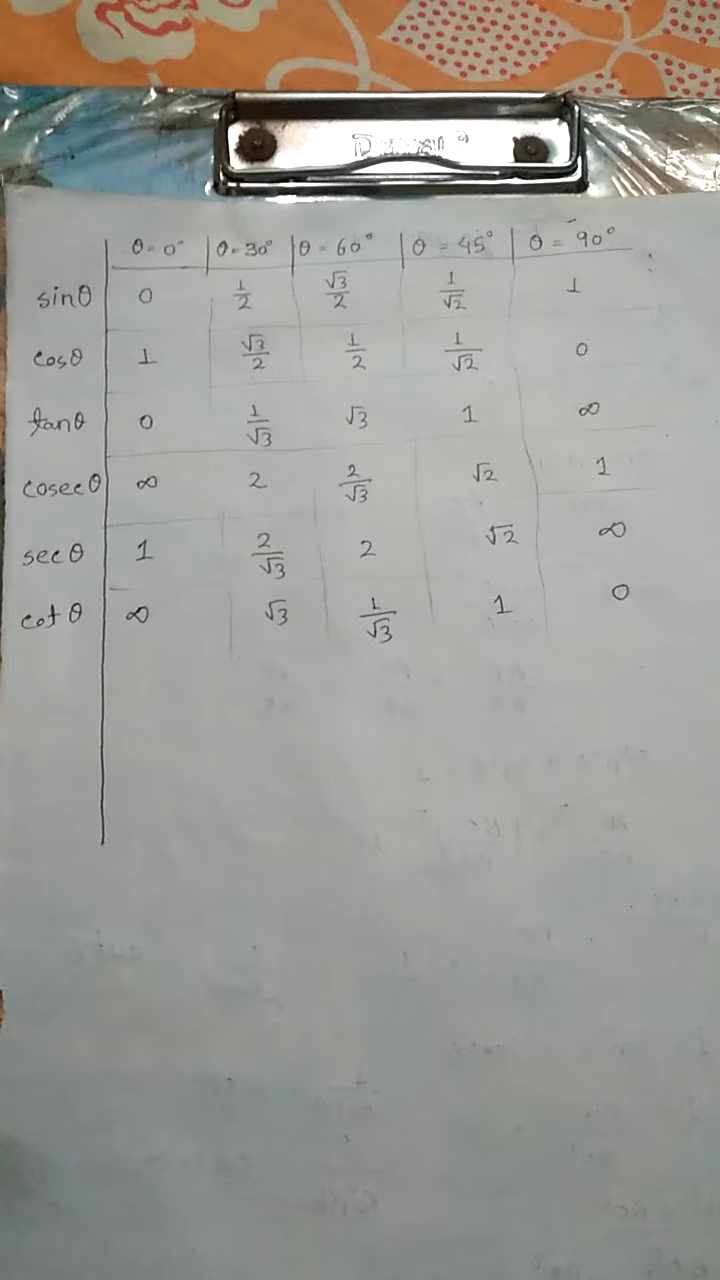 θ = 0° θ = 30° θ = 60° θ = 45° θ = 90°
sinθ 0 1/2 √3/2 1/√2 1
cosθ 1 √3/2 1/2 1/√2 0
tanθ 0 1/√3 √3 1 ∞
cosecθ ∞ 2 2/√3 √2 1
secθ 1 2/√3 2 √2 ∞
cotθ ∞ √3 1/√3 1 0